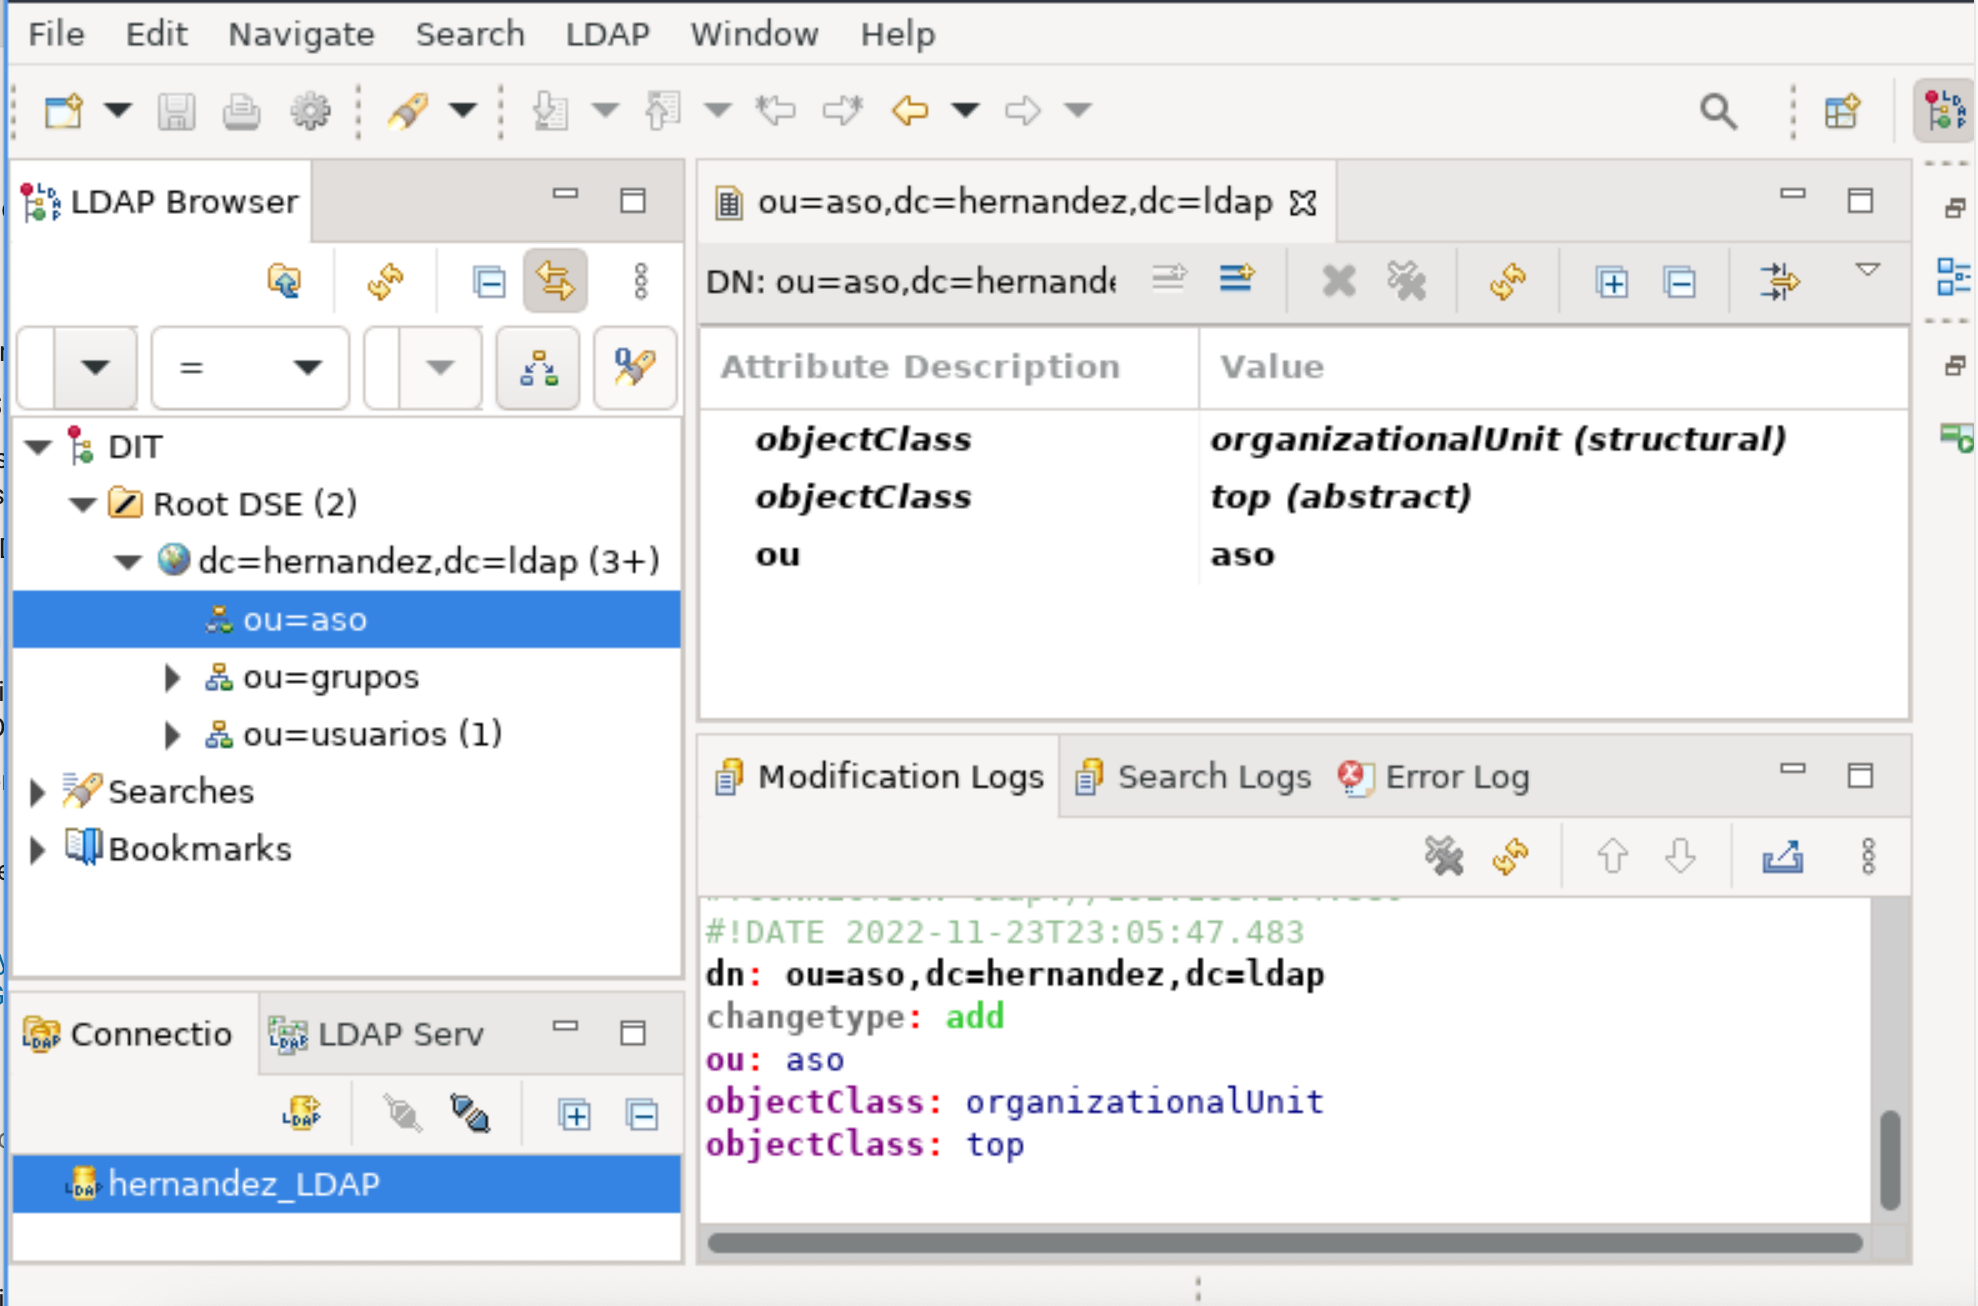 File Edit Navigate Search LDAP Window Help
LDAP Browser
=
DIT
Root DSE (2)
dc=hernandez,dc=ldap (3+)
ou=aso
ou=grupos
ou=usuarios (1)
Searches
Bookmarks
Connectio LDAP Serv
hernandez_LDAP
ou=aso,dc=hernandez,dc=ldap
DN: ou=aso,dc=hernande
Attribute Description Value
objectClass organizationalUnit (structural)
objectClass top (abstract)
ou aso
Modification Logs Search Logs Error Log
#!DATE 2022-11-23T23:05:47.483
dn: ou=aso,dc=hernandez,dc=ldap
changetype: add
ou: aso
objectClass: organizationalUnit
objectClass: top